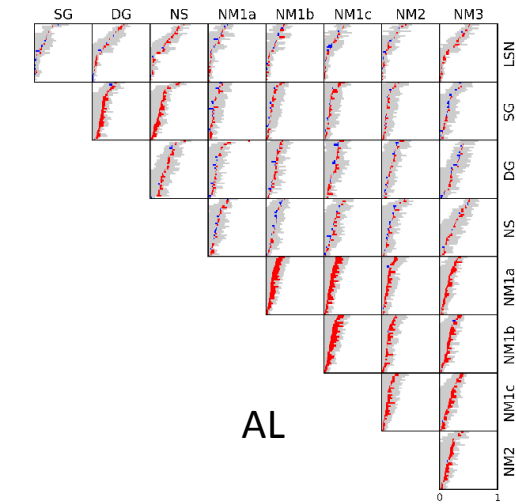 SG DG NS NM1a NM1b NM1c NM2 NM3
LSN
SG
DG
NS
NM1a
NM1b
NM1c
AL
NM2
0 1